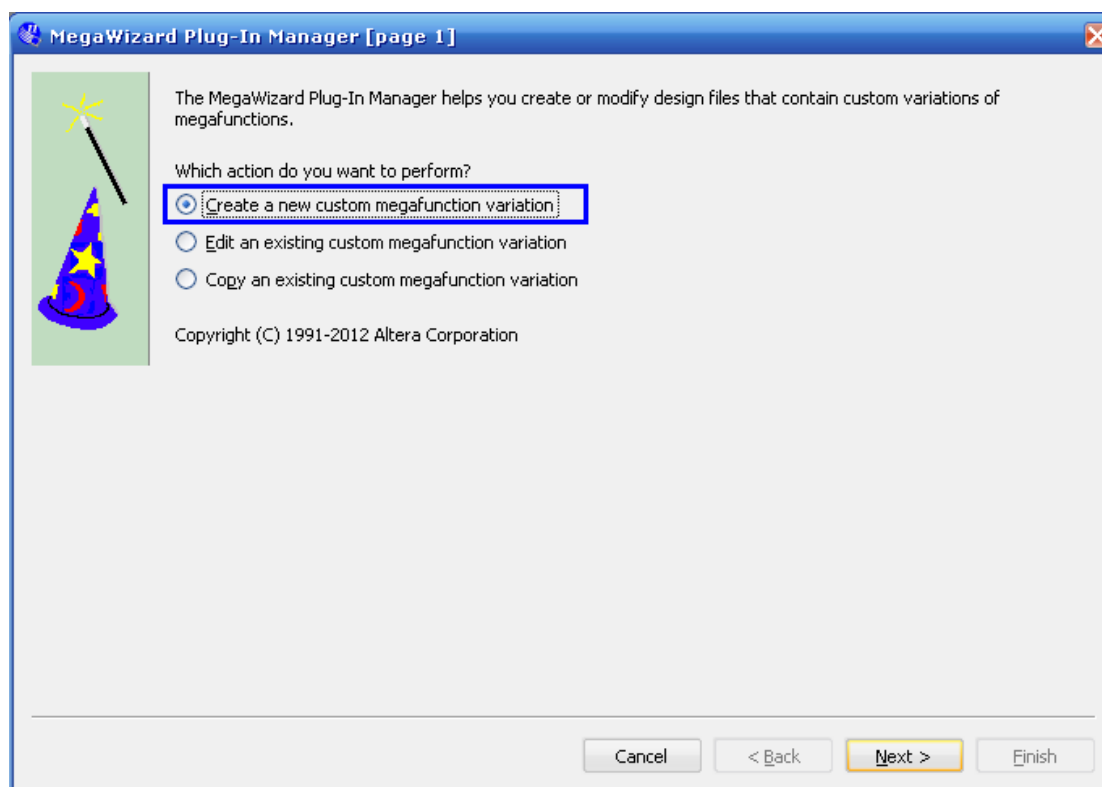 MegaWizard Plug-In Manager [page 1]
The MegaWizard Plug-In Manager helps you create or modify design files that contain custom variations of
megafunctions.
Which action do you want to perform?
Create a new custom megafunction variation
Edit an existing custom megafunction variation
Copy an existing custom megafunction variation
Copyright (C) 1991-2012 Altera Corporation
Cancel
< Back
Next >
Finish